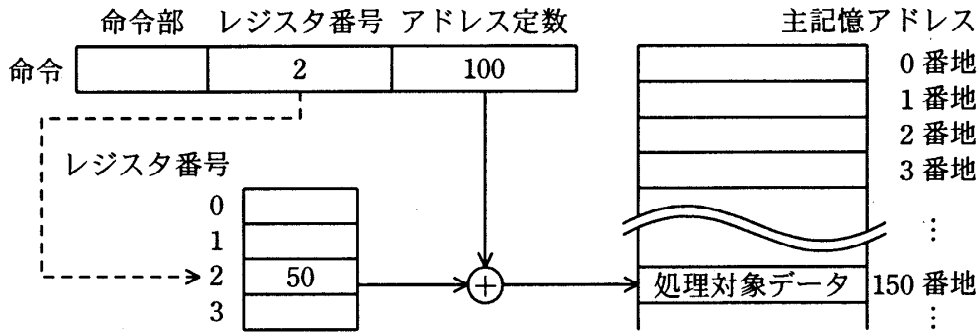 命令部 レジスタ番号 アドレス定数 主記憶アドレス
命令 2 100 0 番地
1 番地
2 番地
レジスタ番号 3 番地
0
1 ⋮
2 50 + 処理対象データ 150 番地
3 ⋮